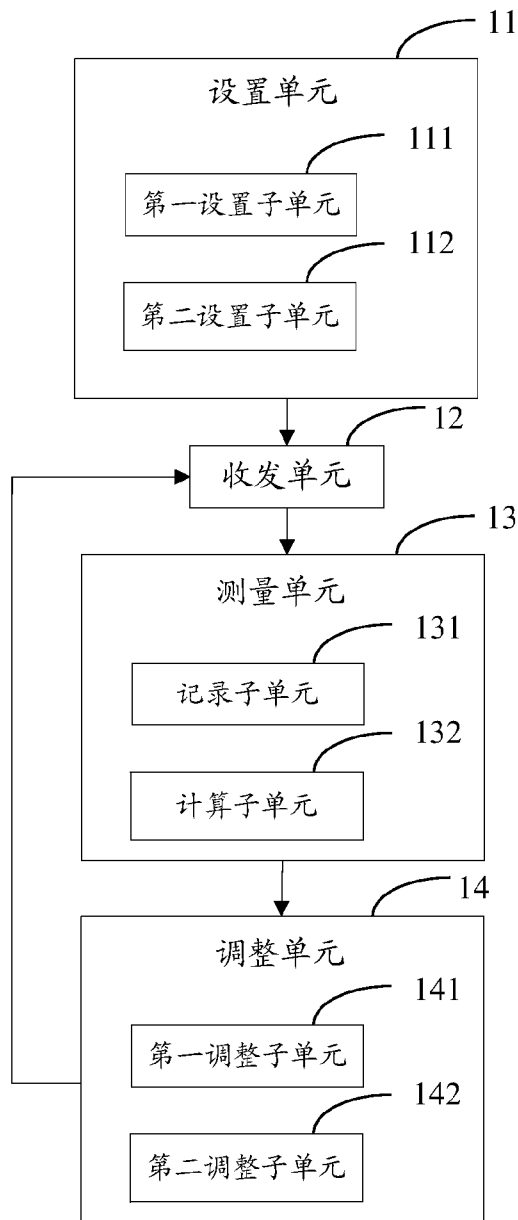 11
设置单元
111
第一设置子单元
112
第二设置子单元
12
收发单元
13
测量单元
131
记录子单元
132
计算子单元
14
调整单元
141
第一调整子单元
142
第二调整子单元